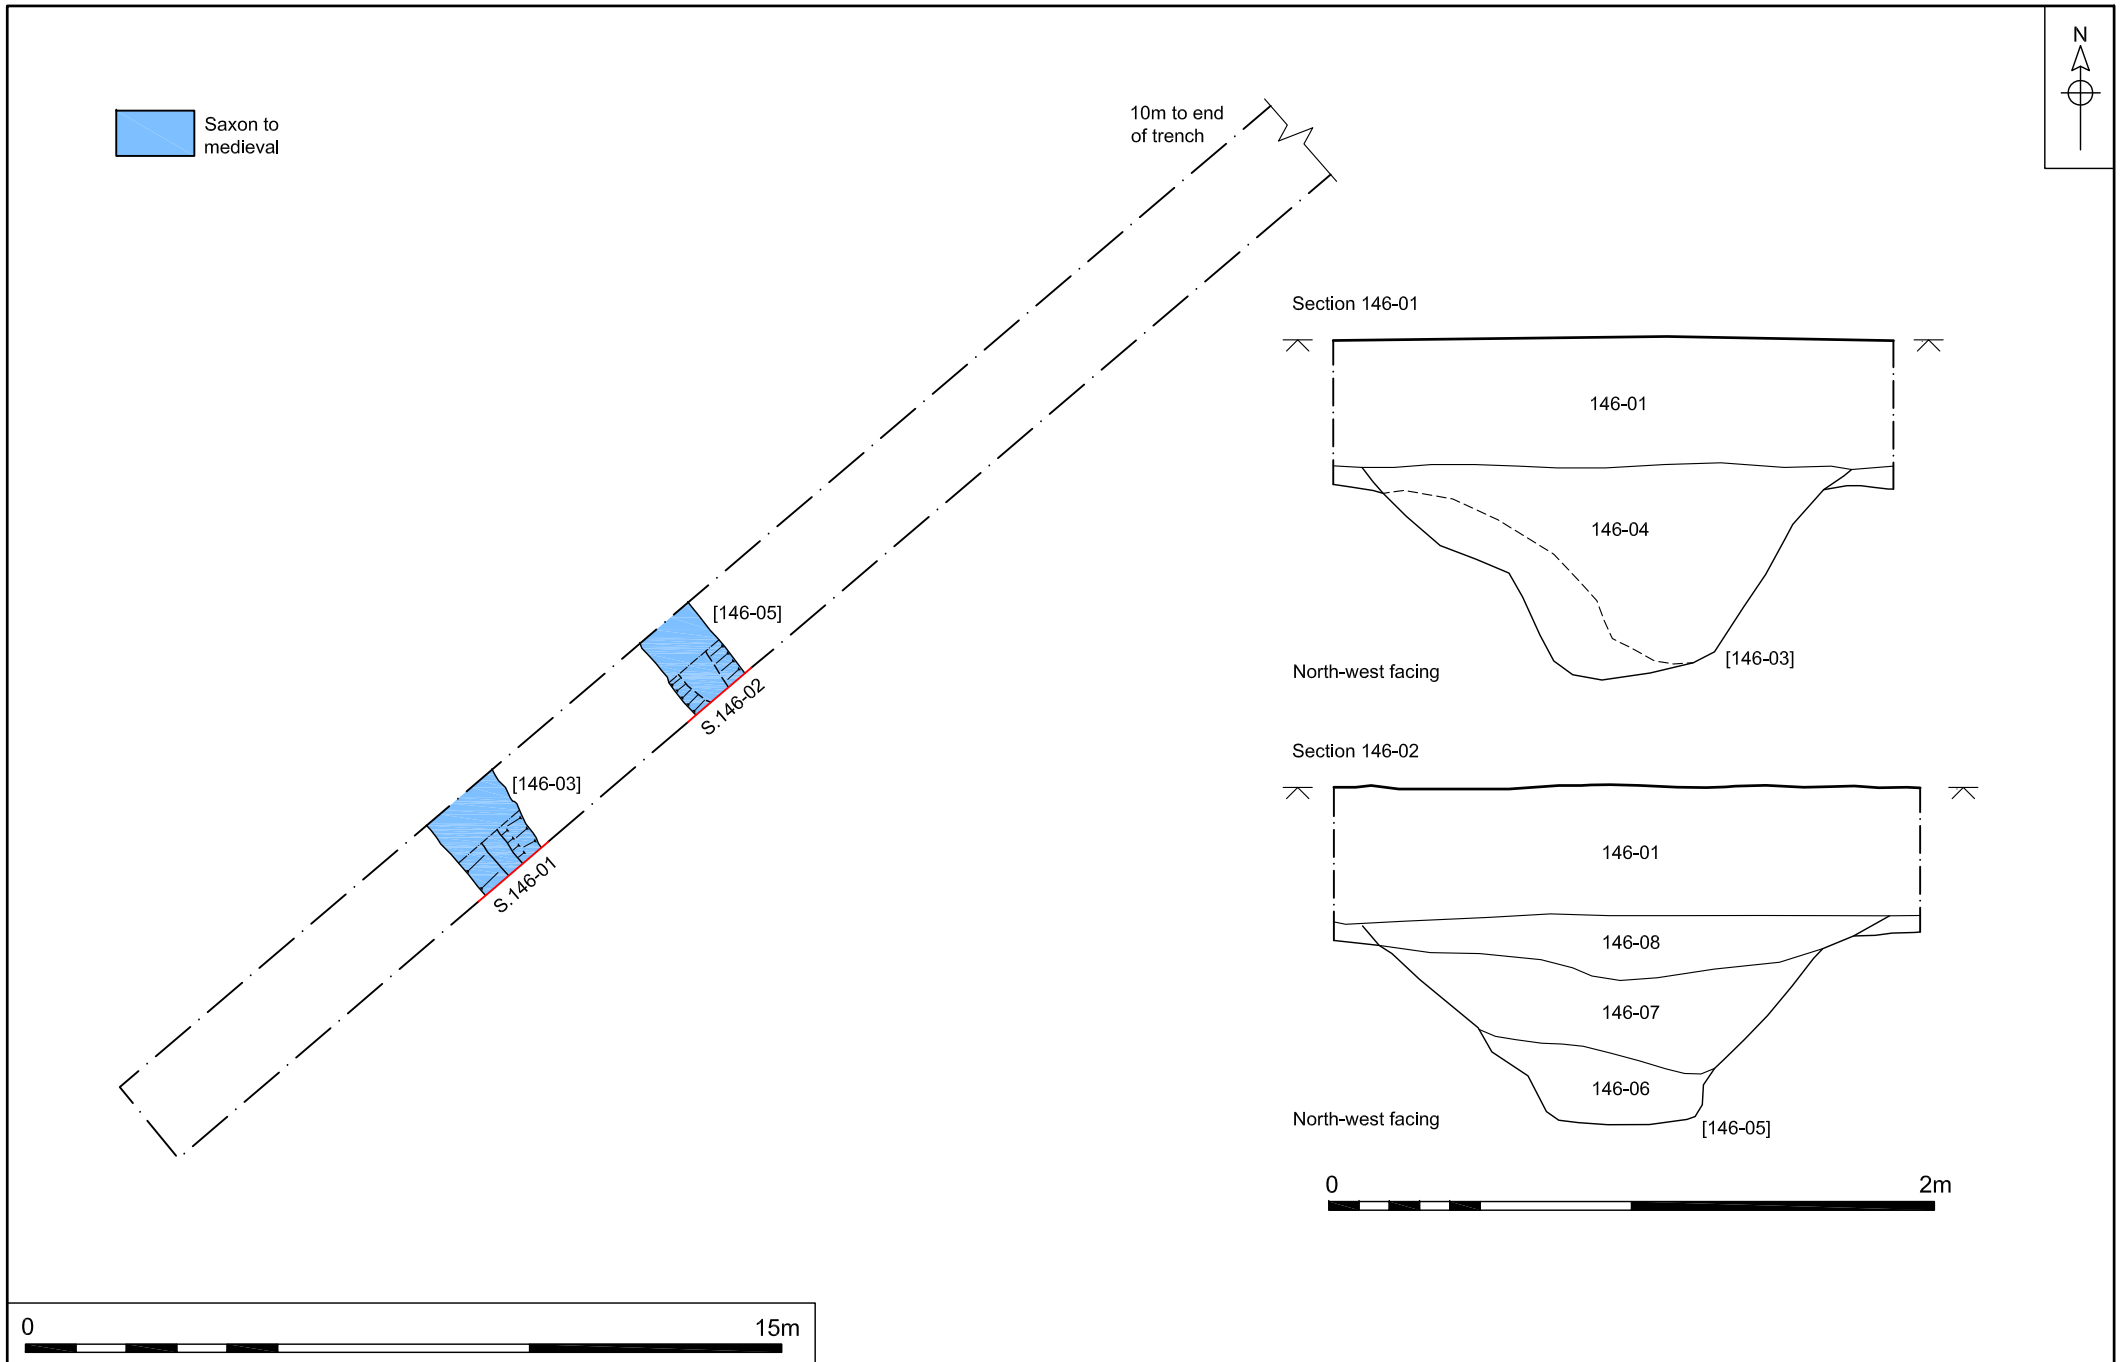 N
Saxon to
medieval
10m to end
of trench
[146-05]
S.146-02
[146-03]
S.146-01
Section 146-01
146-01
146-04
[146-03]
North-west facing
Section 146-02
146-01
146-08
146-07
146-06
North-west facing
[146-05]
0 2m
0 15m